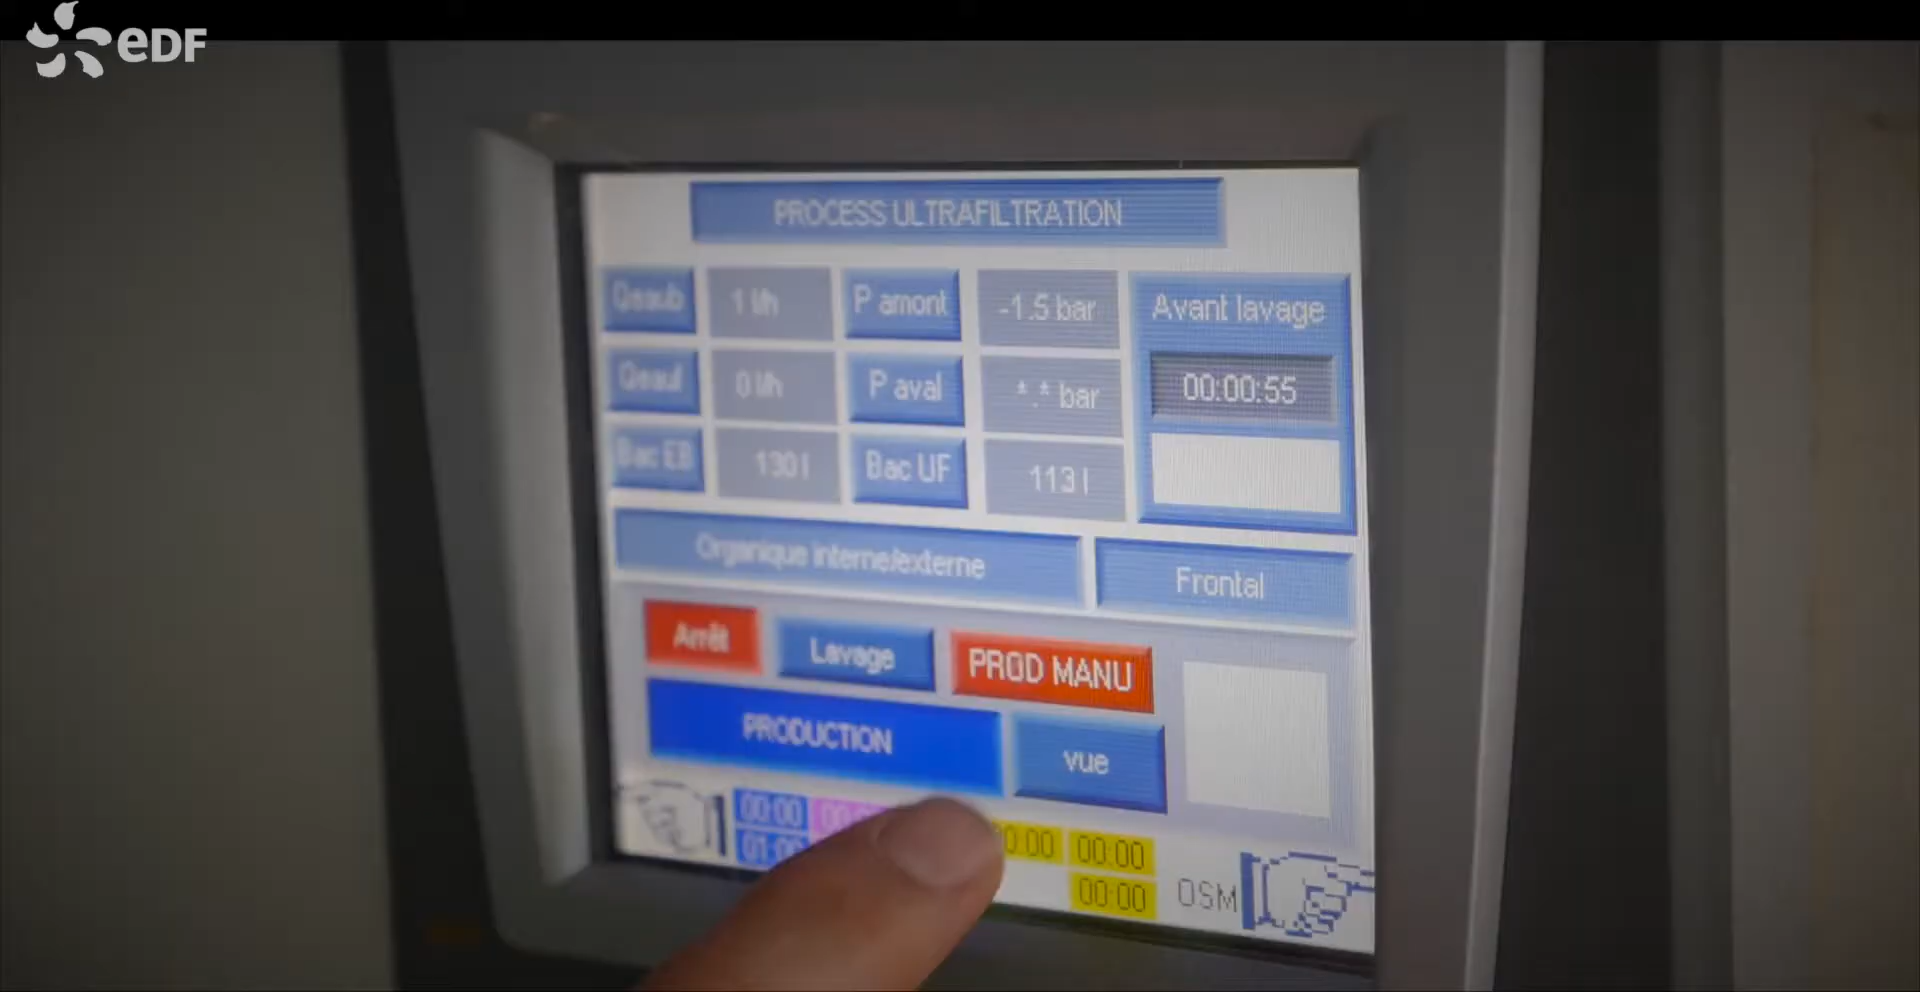 eDF
PROCESS ULTRAFILTRATION
Qeaub 1 l/h P amont -1.5 bar Avant lavage
Qeauf 0 l/h P aval *.* bar 00:00:55
Bac EB 130 l Bac UF 113 l
Organique interne/externe Frontal
Arrêt Lavage PROD MANU
PRODUCTION vue
00:00 00:00 00:00
01:00 00:00 OSM